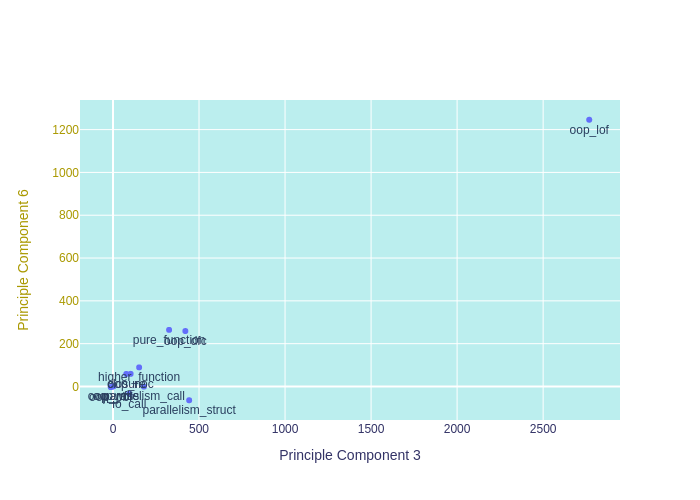 1200
1000
800
600
400
200
0
Principle Component 6
oop_lof
pure_function
higher_function
io_call
parallelism_struct
0
500
1000
1500
2000
2500
Principle Component 3